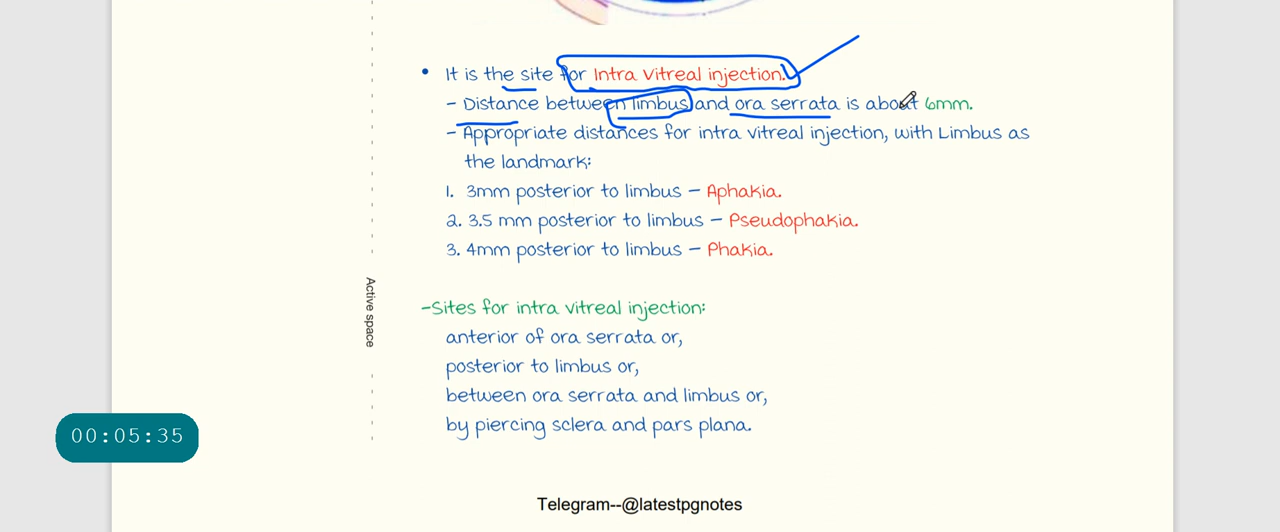 • It is the site for Intra Vitreal injection.
- Distance between limbus and ora serrata is about 6mm.
- Appropriate distances for intra vitreal injection, with Limbus as
the landmark:
1. 3mm posterior to limbus - Aphakia.
2. 3.5 mm posterior to limbus - Pseudophakia.
3. 4mm posterior to limbus - Phakia.
-Sites for intra vitreal injection:
anterior of ora serrata or,
posterior to limbus or,
between ora serrata and limbus or,
by piercing sclera and pars plana.
Active space
00:05:35
Telegram--@latestpgnotes